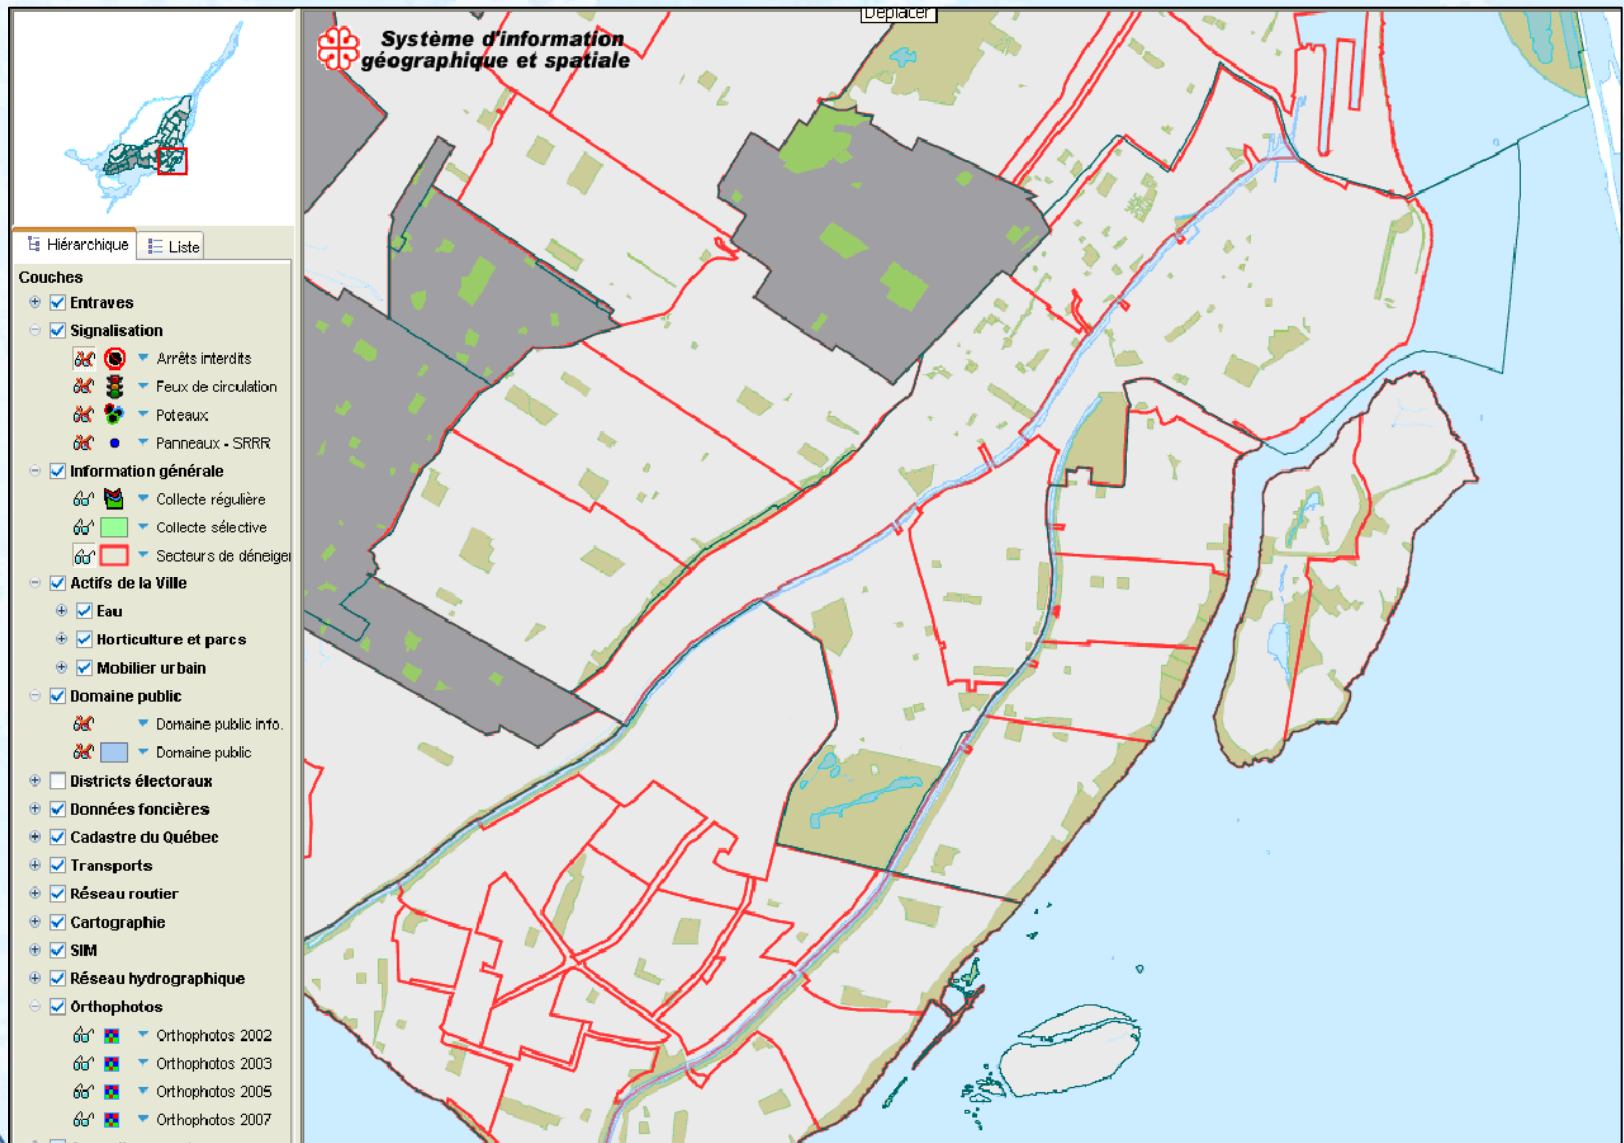 Déplacer
Système d'information
géographique et spatiale
Hiérarchique
Liste
Couches
Entraves
Signalisation
Arrêts interdits
Feux de circulation
Poteaux
Panneaux - SRRR
Information générale
Collecte régulière
Collecte sélective
Secteurs de déneiger
Actifs de la Ville
Eau
Horticulture et parcs
Mobilier urbain
Domaine public
Domaine public info.
Domaine public
Districts électoraux
Données foncières
Cadastre du Québec
Transports
Réseau routier
Cartographie
SIM
Réseau hydrographique
Orthophotos
Orthophotos 2002
Orthophotos 2003
Orthophotos 2005
Orthophotos 2007